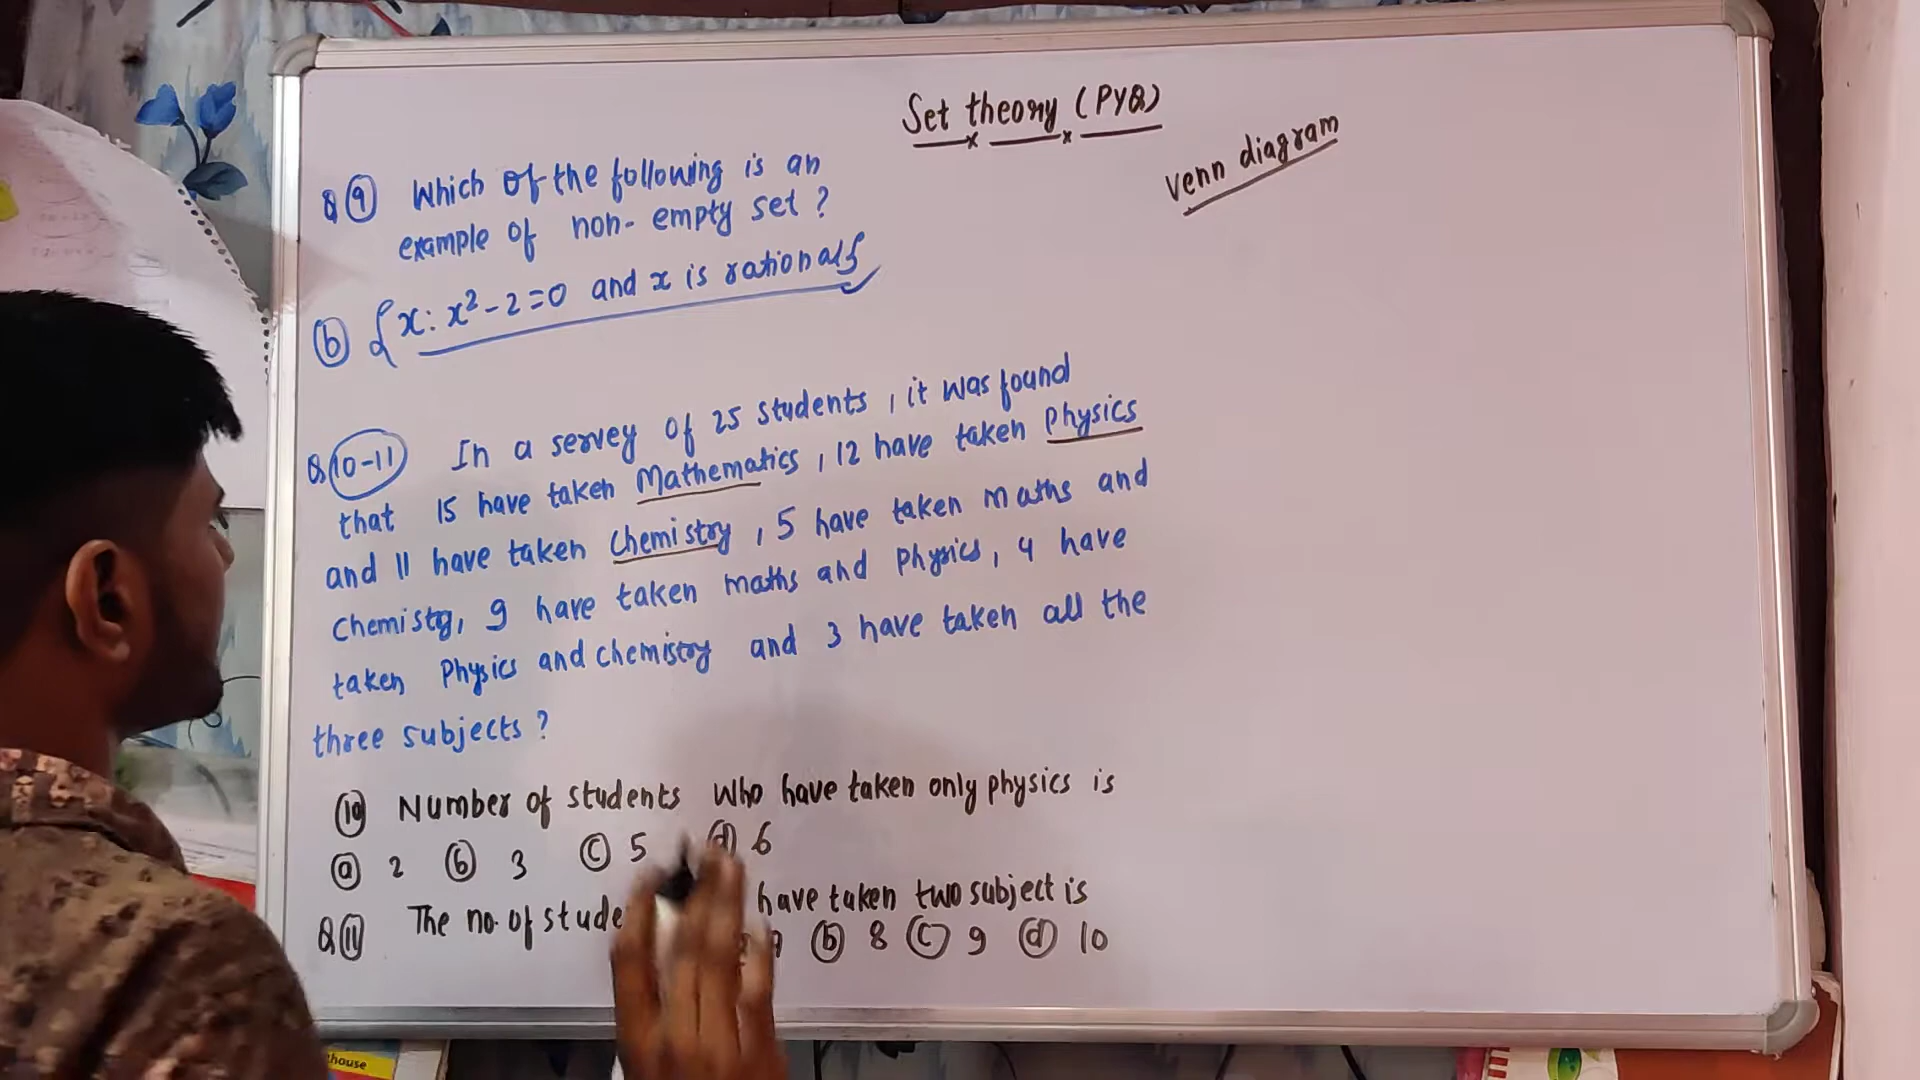 Set theory (PYQ)
Venn diagram
Q 9 Which of the following is an
example of non-empty set ?
b {x: x²-2=0 and x is rational}
Q 10-11 In a servey of 25 students, it was found
that 15 have taken Mathematics, 12 have taken Physics
and 11 have taken Chemistry, 5 have taken maths and
Chemistry, 9 have taken maths and Physics, 4 have
taken Physics and chemistry and 3 have taken all the
three subjects ?
10 Number of students who have taken only physics is
a 2 b 3 c 5 d 6
Q 11 The no. of have taken two subject is
b 8 c 9 d 10
house